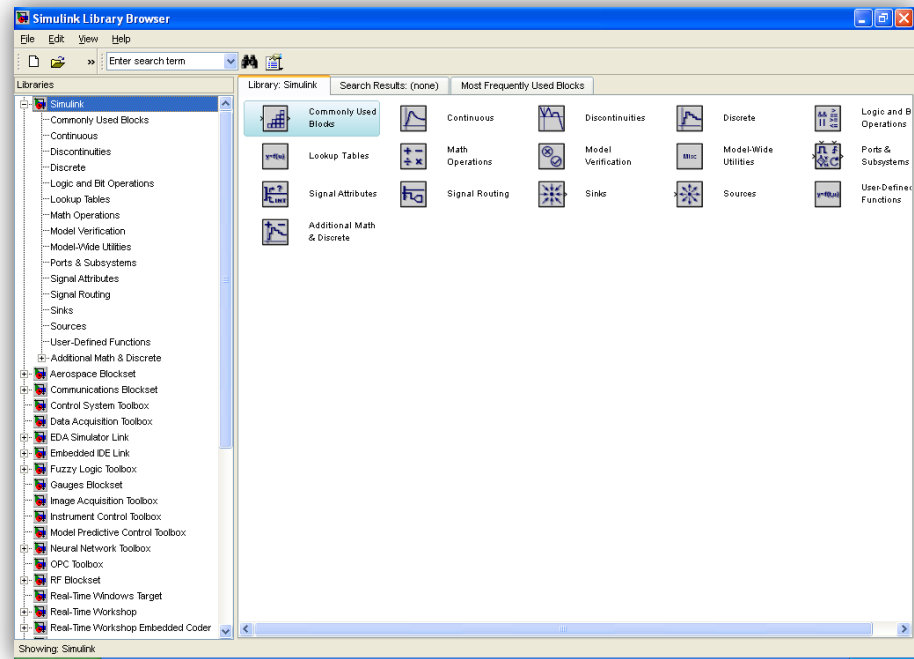 Simulink Library Browser
File Edit View Help
» Enter search term
Libraries
Library: Simulink Search Results: (none) Most Frequently Used Blocks
Simulink
Commonly Used Blocks
Continuous
Discontinuities
Discrete
Logic and Bit Operations
Lookup Tables
Math Operations
Model Verification
Model-Wide Utilities
Ports & Subsystems
Signal Attributes
Signal Routing
Sinks
Sources
User-Defined Functions
Additional Math & Discrete
Aerospace Blockset
Communications Blockset
Control System Toolbox
Data Acquisition Toolbox
EDA Simulator Link
Embedded IDE Link
Fuzzy Logic Toolbox
Gauges Blockset
Image Acquisition Toolbox
Instrument Control Toolbox
Model Predictive Control Toolbox
Neural Network Toolbox
OPC Toolbox
RF Blockset
Real-Time Windows Target
Real-Time Workshop
Real-Time Workshop Embedded Coder
Commonly Used
Blocks
Continuous
Discontinuities
Discrete
Logic and B
Operations
y=f(u)
Lookup Tables
Math
Operations
Model
Verification
Misc
Model-Wide
Utilities
Ports &
Subsystems
Signal Attributes
Signal Routing
Sinks
Sources
y=f(u)
User-Defined
Functions
Additional Math
& Discrete
Showing: Simulink